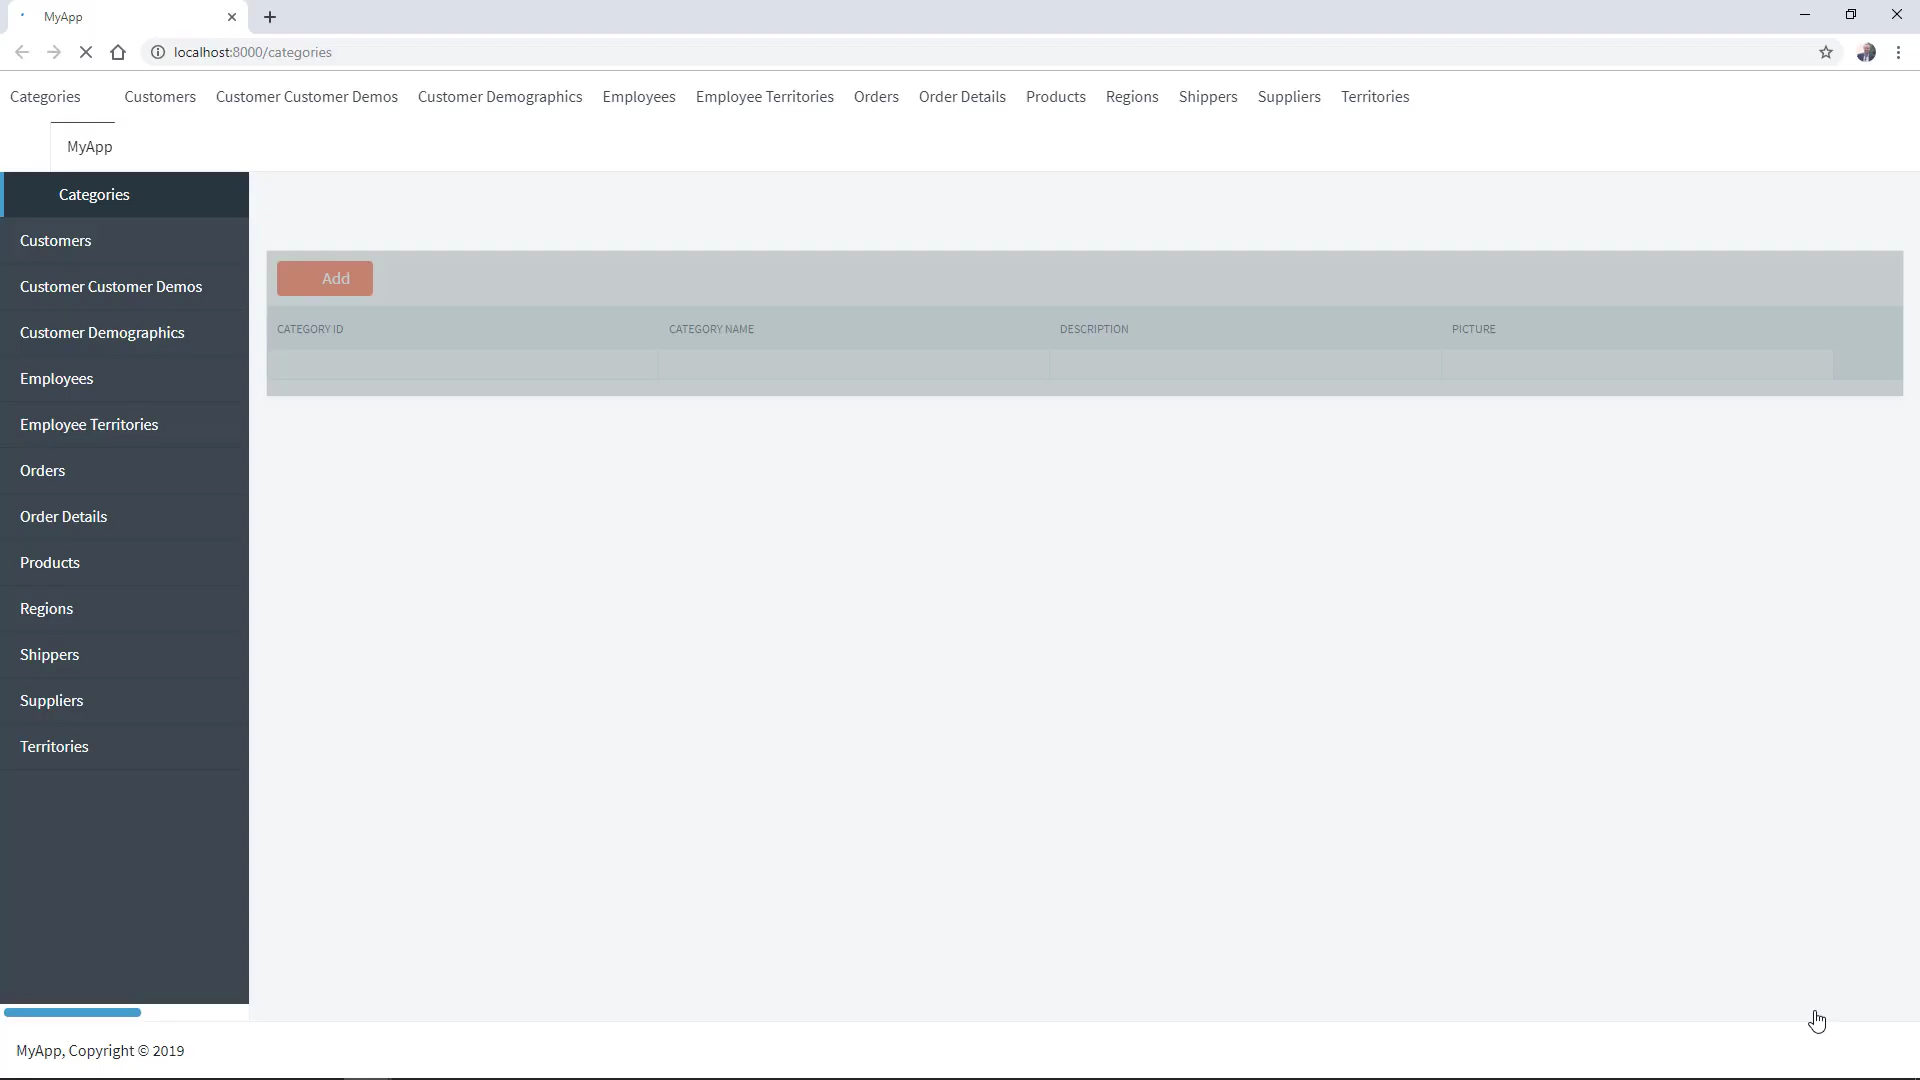 MyApp
localhost:8000/categories
Categories Customers Customer Customer Demos Customer Demographics Employees Employee Territories Orders Order Details Products Regions Shippers Suppliers Territories
MyApp
Categories
Customers
Customer Customer Demos
Customer Demographics
Employees
Employee Territories
Orders
Order Details
Products
Regions
Shippers
Suppliers
Territories
Add
CATEGORY ID CATEGORY NAME DESCRIPTION PICTURE
MyApp, Copyright © 2019